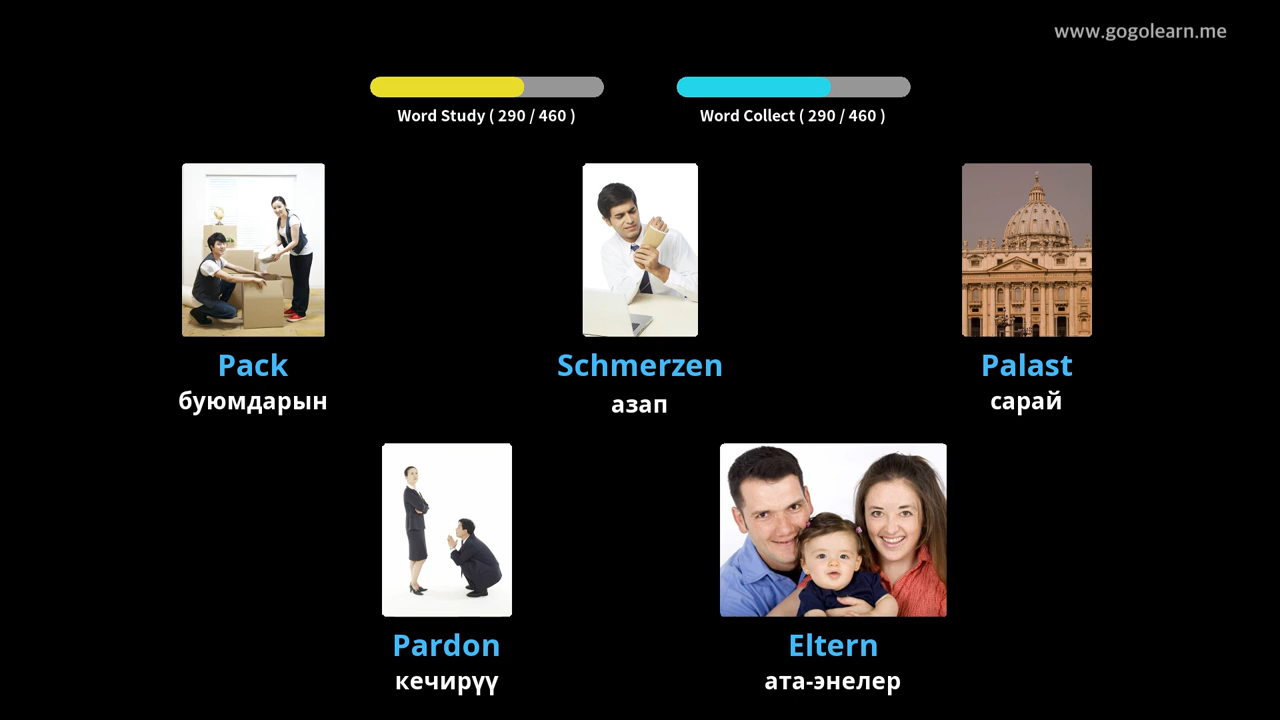 www.gogolearn.me
Word Study ( 290 / 460 )
Word Collect ( 290 / 460 )
Pack
буюмдарын
Schmerzen
азап
Palast
сарай
Pardon
кечирүү
Eltern
ата-энелер